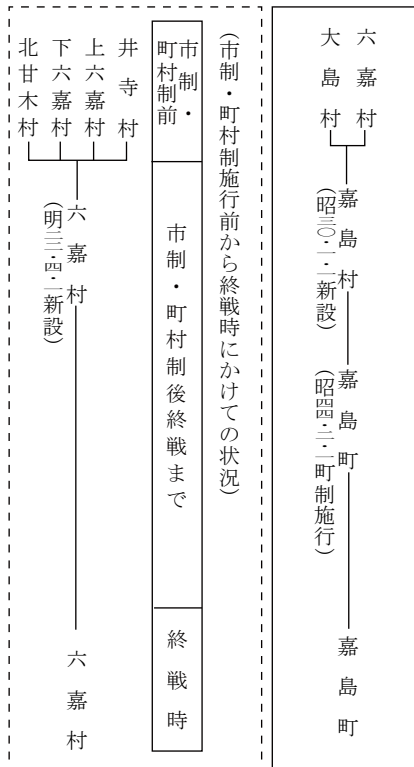 六嘉村
大島村
嘉島村
(昭三〇・一・一新設)
嘉島町
(昭四四・一・一町制施行)
嘉島町
(市制・町村制施行前から終戦時にかけての状況)
市制・
町村制前
市制・町村制後終戦まで
終戦時
井寺村
上六嘉村
下六嘉村
北甘木村
六嘉村
(明二二・四・一新設)
六嘉村